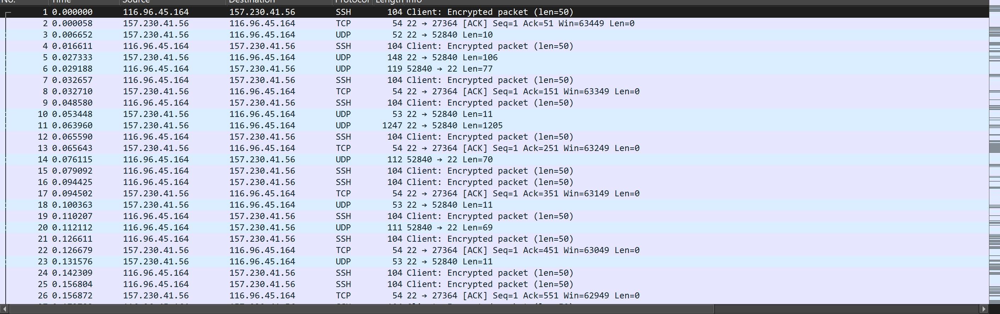 No. Time Source Destination Protocol Length Info
1 0.000000 116.96.45.164 157.230.41.56 SSH 104 Client: Encrypted packet (len=50)
2 0.000058 157.230.41.56 116.96.45.164 TCP 54 22 → 27364 [ACK] Seq=1 Ack=51 Win=63449 Len=0
3 0.006652 157.230.41.56 116.96.45.164 UDP 52 22 → 52840 Len=10
4 0.016611 116.96.45.164 157.230.41.56 SSH 104 Client: Encrypted packet (len=50)
5 0.027333 157.230.41.56 116.96.45.164 UDP 148 22 → 52840 Len=106
6 0.029188 116.96.45.164 157.230.41.56 UDP 119 52840 → 22 Len=77
7 0.032657 116.96.45.164 157.230.41.56 SSH 104 Client: Encrypted packet (len=50)
8 0.032710 157.230.41.56 116.96.45.164 TCP 54 22 → 27364 [ACK] Seq=1 Ack=151 Win=63349 Len=0
9 0.048580 116.96.45.164 157.230.41.56 SSH 104 Client: Encrypted packet (len=50)
10 0.053448 157.230.41.56 116.96.45.164 UDP 53 22 → 52840 Len=11
11 0.063960 157.230.41.56 116.96.45.164 UDP 1247 22 → 52840 Len=1205
12 0.065590 116.96.45.164 157.230.41.56 SSH 104 Client: Encrypted packet (len=50)
13 0.065643 157.230.41.56 116.96.45.164 TCP 54 22 → 27364 [ACK] Seq=1 Ack=251 Win=63249 Len=0
14 0.076115 116.96.45.164 157.230.41.56 UDP 112 52840 → 22 Len=70
15 0.079092 116.96.45.164 157.230.41.56 SSH 104 Client: Encrypted packet (len=50)
16 0.094425 116.96.45.164 157.230.41.56 SSH 104 Client: Encrypted packet (len=50)
17 0.094502 157.230.41.56 116.96.45.164 TCP 54 22 → 27364 [ACK] Seq=1 Ack=351 Win=63149 Len=0
18 0.100363 157.230.41.56 116.96.45.164 UDP 53 22 → 52840 Len=11
19 0.110207 116.96.45.164 157.230.41.56 SSH 104 Client: Encrypted packet (len=50)
20 0.112112 116.96.45.164 157.230.41.56 UDP 111 52840 → 22 Len=69
21 0.126611 116.96.45.164 157.230.41.56 SSH 104 Client: Encrypted packet (len=50)
22 0.126679 157.230.41.56 116.96.45.164 TCP 54 22 → 27364 [ACK] Seq=1 Ack=451 Win=63049 Len=0
23 0.131576 157.230.41.56 116.96.45.164 UDP 53 22 → 52840 Len=11
24 0.142309 116.96.45.164 157.230.41.56 SSH 104 Client: Encrypted packet (len=50)
25 0.156804 116.96.45.164 157.230.41.56 SSH 104 Client: Encrypted packet (len=50)
26 0.156872 157.230.41.56 116.96.45.164 TCP 54 22 → 27364 [ACK] Seq=1 Ack=551 Win=62949 Len=0